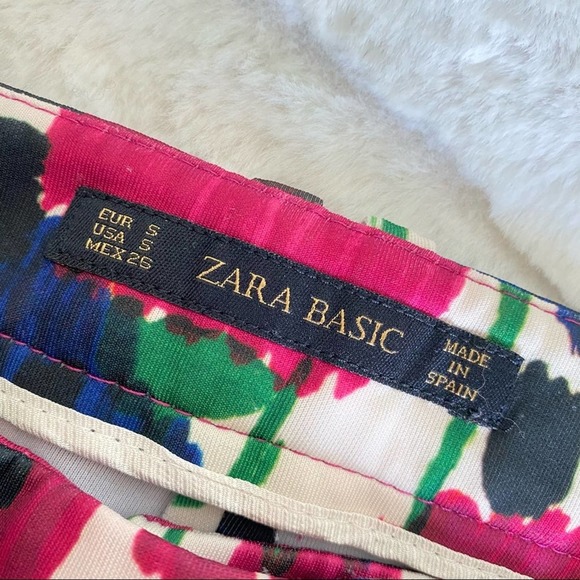 EUR S
USA S
MEX 26
ZARA BASIC
MADE
IN
SPAIN